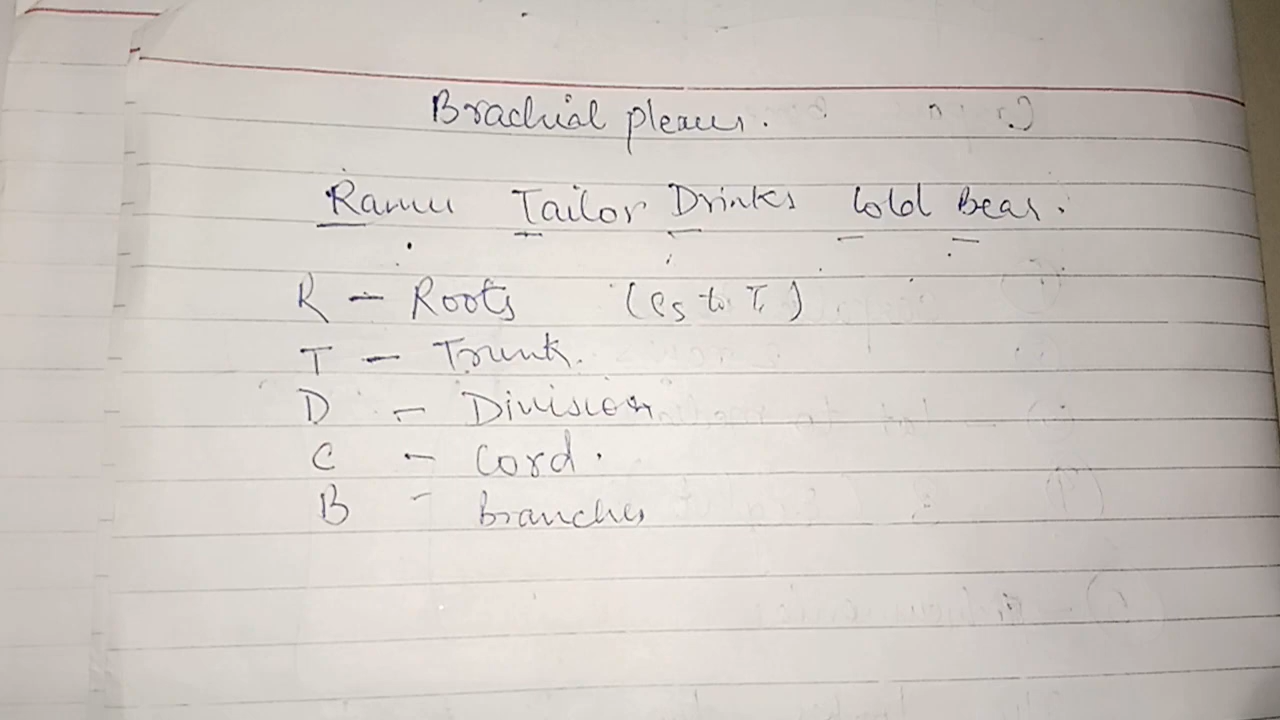 Brachial plexus.
Ramu Tailor Drinks Cold Bear.
R - Roots (C5 to T1)
T - Trunk.
D - Division
C - Cord.
B - branches